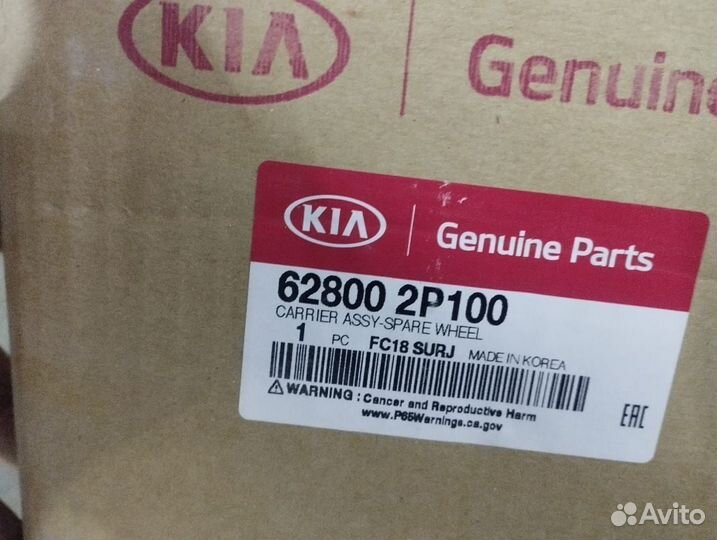 KIA Genuine
KIA Genuine Parts
62800 2P100
CARRIER ASSY-SPARE WHEEL
1 PC FC18 SURJ MADE IN KOREA
WARNING : Cancer and Reproductive Harm
www.P65Warnings.ca.gov
EAC
Avito